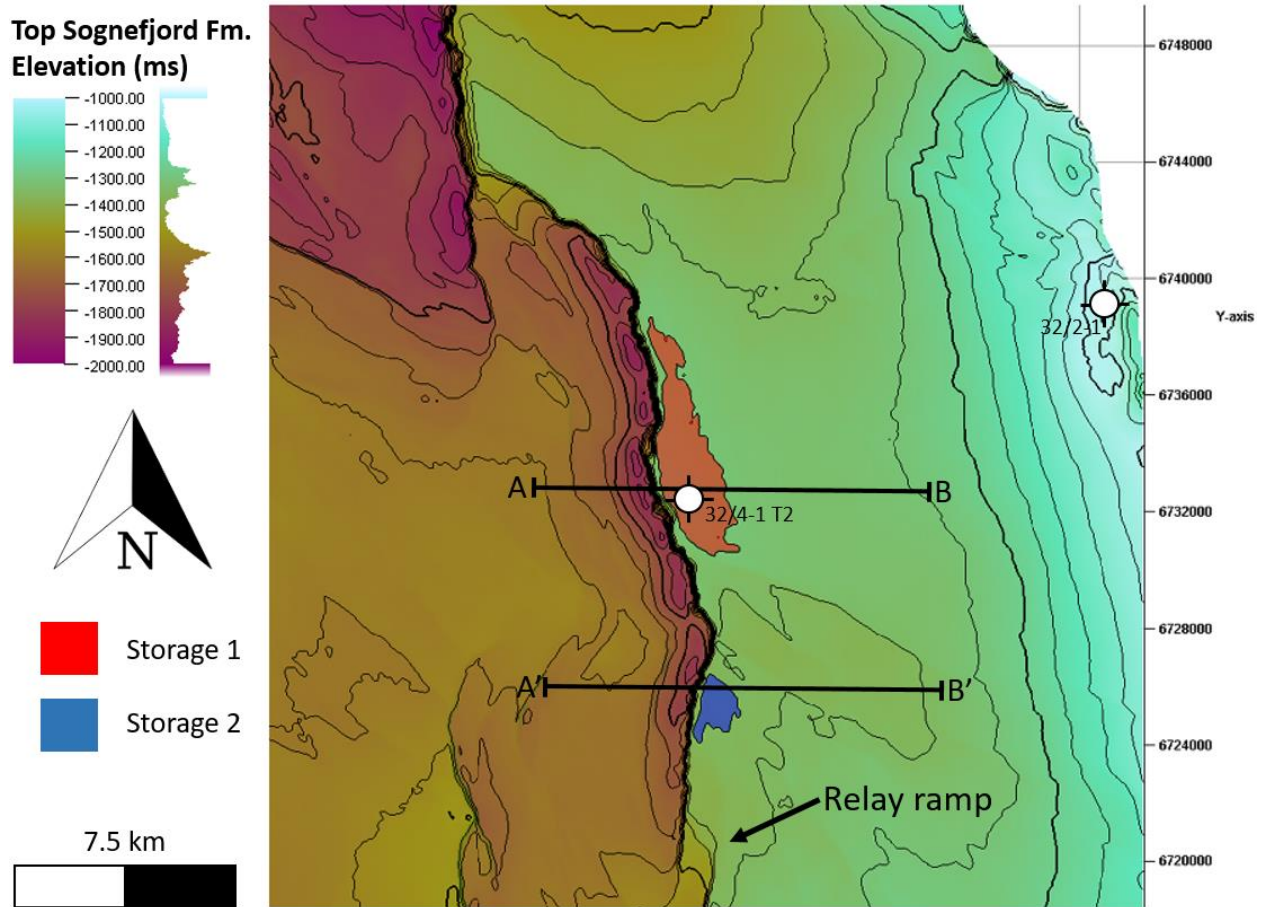 Top Sognefjord Fm.
Elevation (ms)
-1000.00
-1100.00
-1200.00
-1300.00
-1400.00
-1500.00
-1600.00
-1700.00
-1800.00
-1900.00
-2000.00
N
Storage 1
Storage 2
7.5 km
6748000
6744000
6740000
Y-axis
32/2-1
6736000
A
B
32/4-1 T2
6732000
6728000
A'
B'
6724000
Relay ramp
6720000